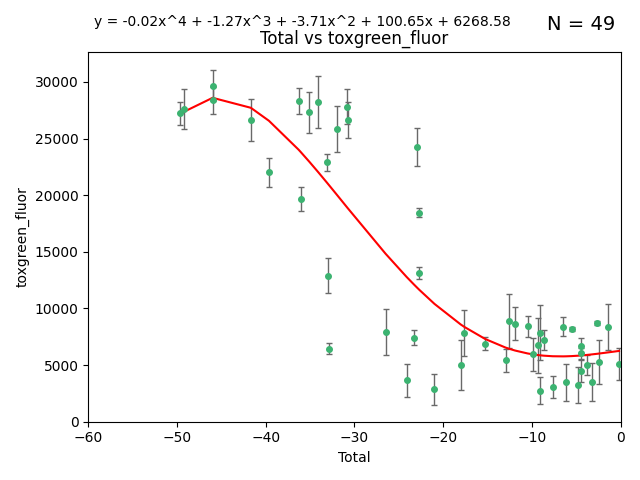 y = -0.02x^4 + -1.27x^3 + -3.71x^2 + 100.65x + 6268.58
N = 49
Total vs toxgreen_fluor
30000
25000
20000
15000
10000
5000
0
toxgreen_fluor
−60
−50
−40
−30
−20
−10
0
Total